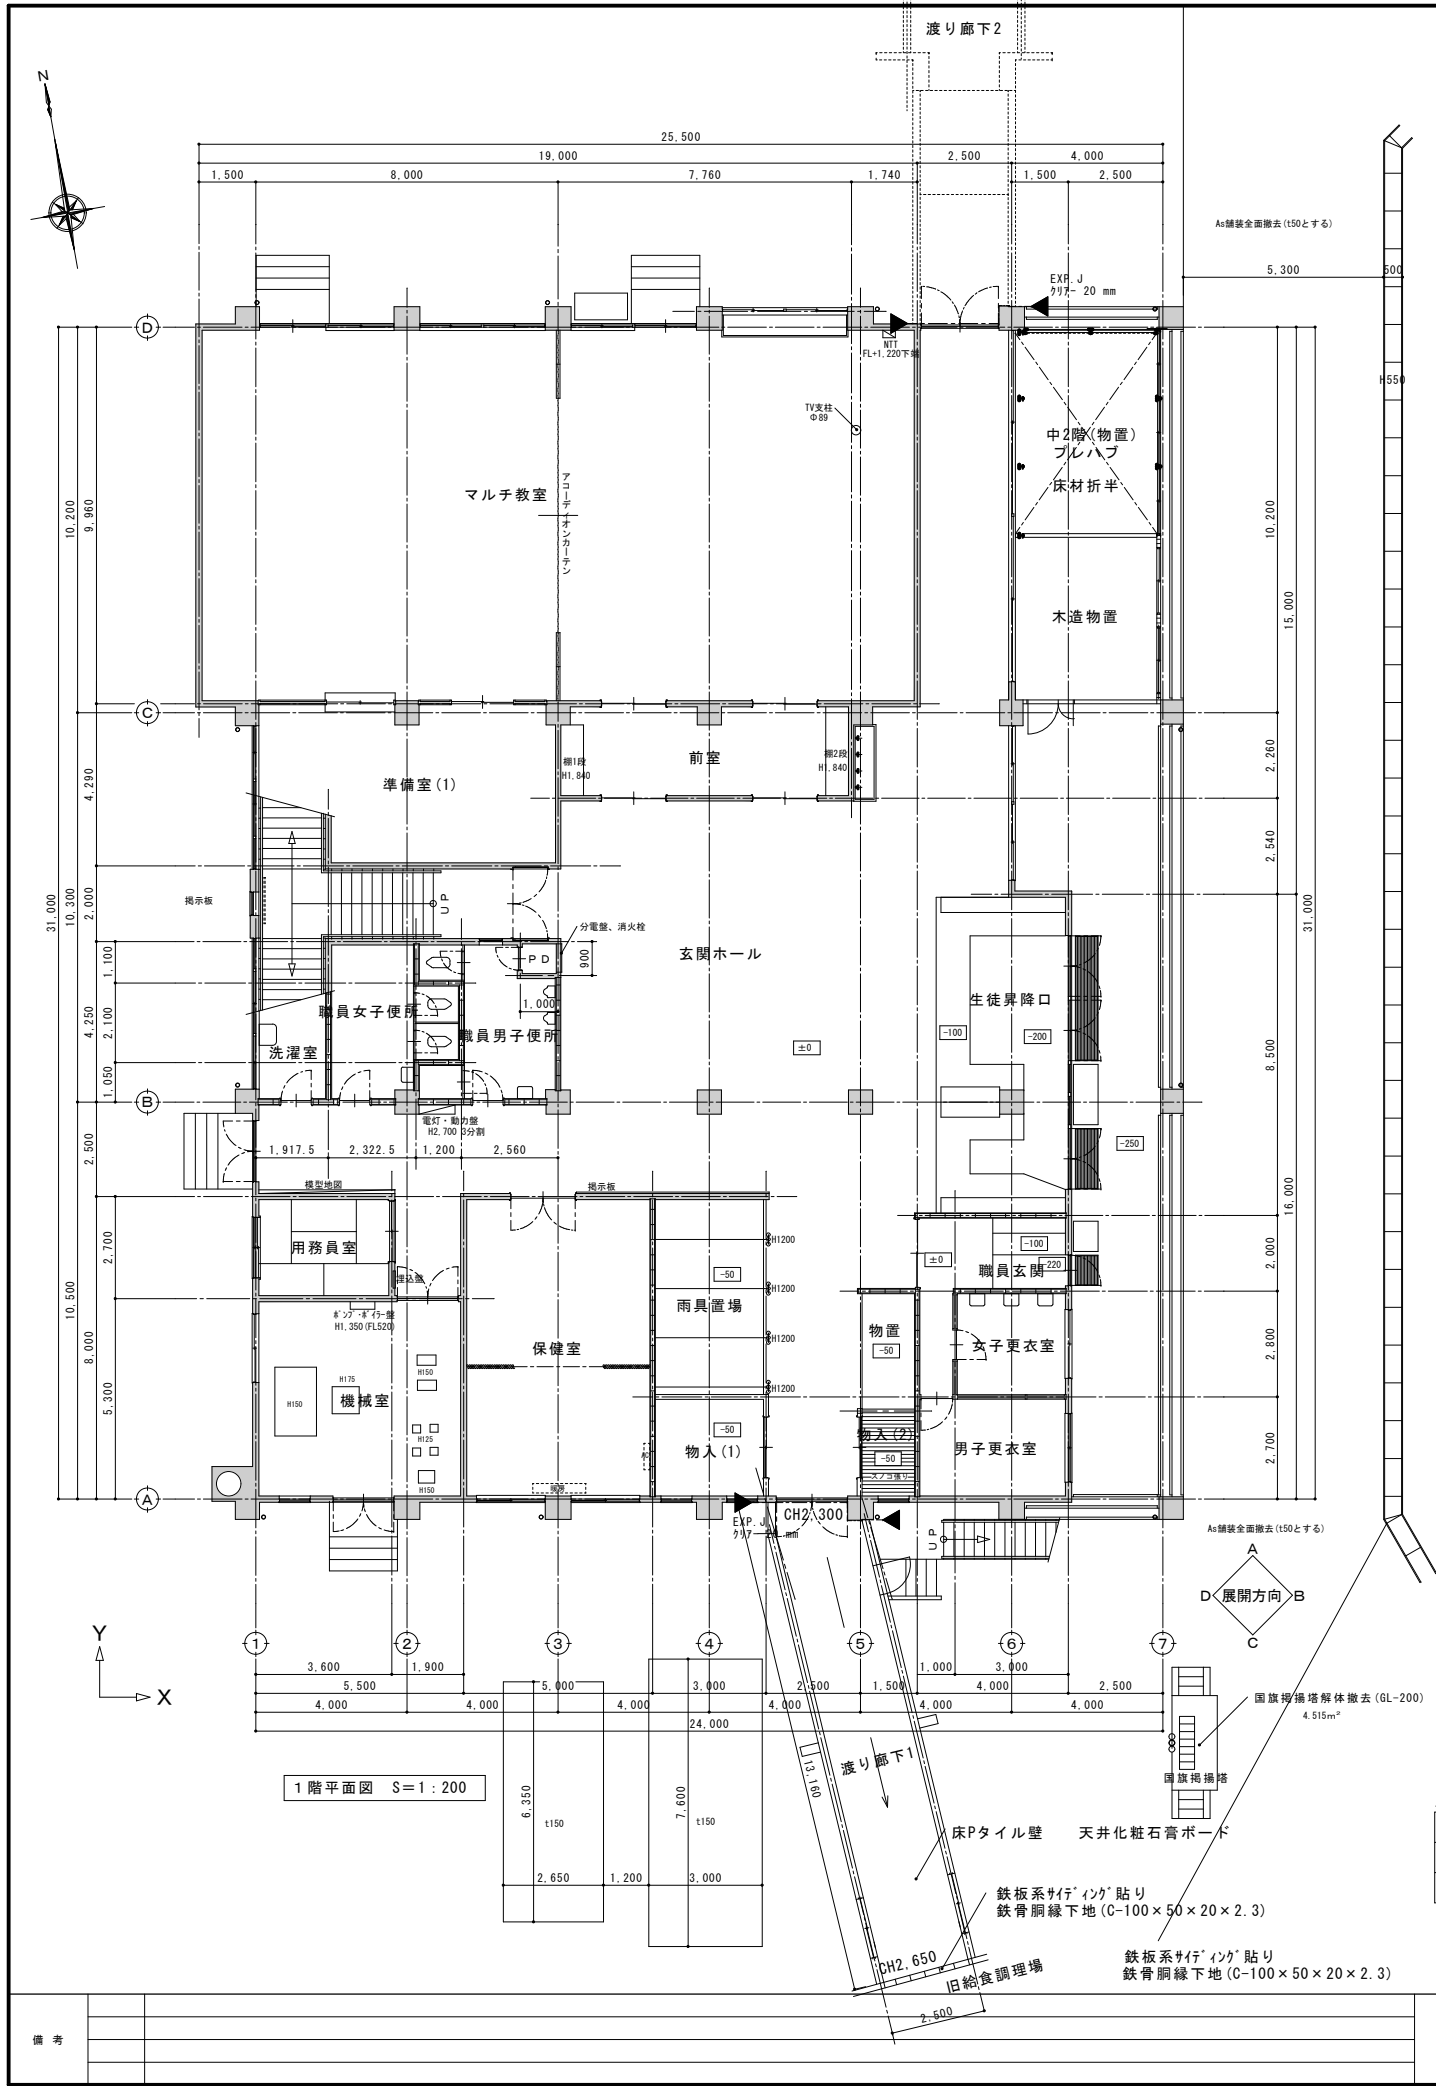 渡り廊下2
N
25,500
19,000
2,500
4,000
1,500
8,000
7,760
1,740
1,500
2,500
As舗装全面撤去(t50とする)
5,300
500
EXP.J
クリアー 20 mm
D
NTT
FL+1,220下端
H550
TV支柱
Φ89
中2階(物置)
プレハブ
床材折半
マルチ教室
アコーディオンカーテン
10,200
9,960
10,200
15,000
木造物置
C
棚1段
H1,840
前室
棚2段
H1,840
準備室(1)
4,290
2,260
2,540
31,000
10,300
2,000
掲示板
UP
分電盤、消火栓
31,000
玄関ホール
PD
900
1,100
1,000
生徒昇降口
職員女子便所
職員男子便所
-100
-200
4,250
2,100
洗濯室
±0
8,500
1,050
B
電灯・動力盤
H2,700 3分割
-250
2,500
1,917.5
2,322.5
1,200
2,560
模型地図
掲示板
16,000
用務員室
2,700
埋込盤
H1200
-50
±0
-100
-220
職員玄関
2,000
H1200
10,500
ポンプ・ボイラー盤
H1,350(FL520)
雨具置場
物置
-50
H1200
女子更衣室
2,800
保健室
8,000
5,300
H150
H175
H150
H1200
機械室
H125
H150
-50
物入(1)
物入(2)
-50
スノコ張り
男子更衣室
2,700
暖房
A
EXP.J
クリアー 20 mm
CH2,300
UP
As舗装全面撤去(t50とする)
A
D
展開方向
B
C
Y
X
1
2
3
4
5
6
7
3,600
1,900
1,000
3,000
5,500
5,000
3,000
2,500
1,500
4,000
2,500
4,000
4,000
4,000
4,000
4,000
4,000
24,000
国旗掲揚塔解体撤去(GL-200)
4.515m²
国旗掲揚塔
1階平面図 S=1:200
6,350
t150
7,600
t150
13,160
渡り廊下1
2,650
1,200
3,000
床Pタイル壁
天井化粧石膏ボード
鉄板系サイディング貼り
鉄骨胴縁下地(C-100×50×20×2.3)
CH2,650
旧給食調理場
鉄板系サイディング貼り
鉄骨胴縁下地(C-100×50×20×2.3)
2,500
備考